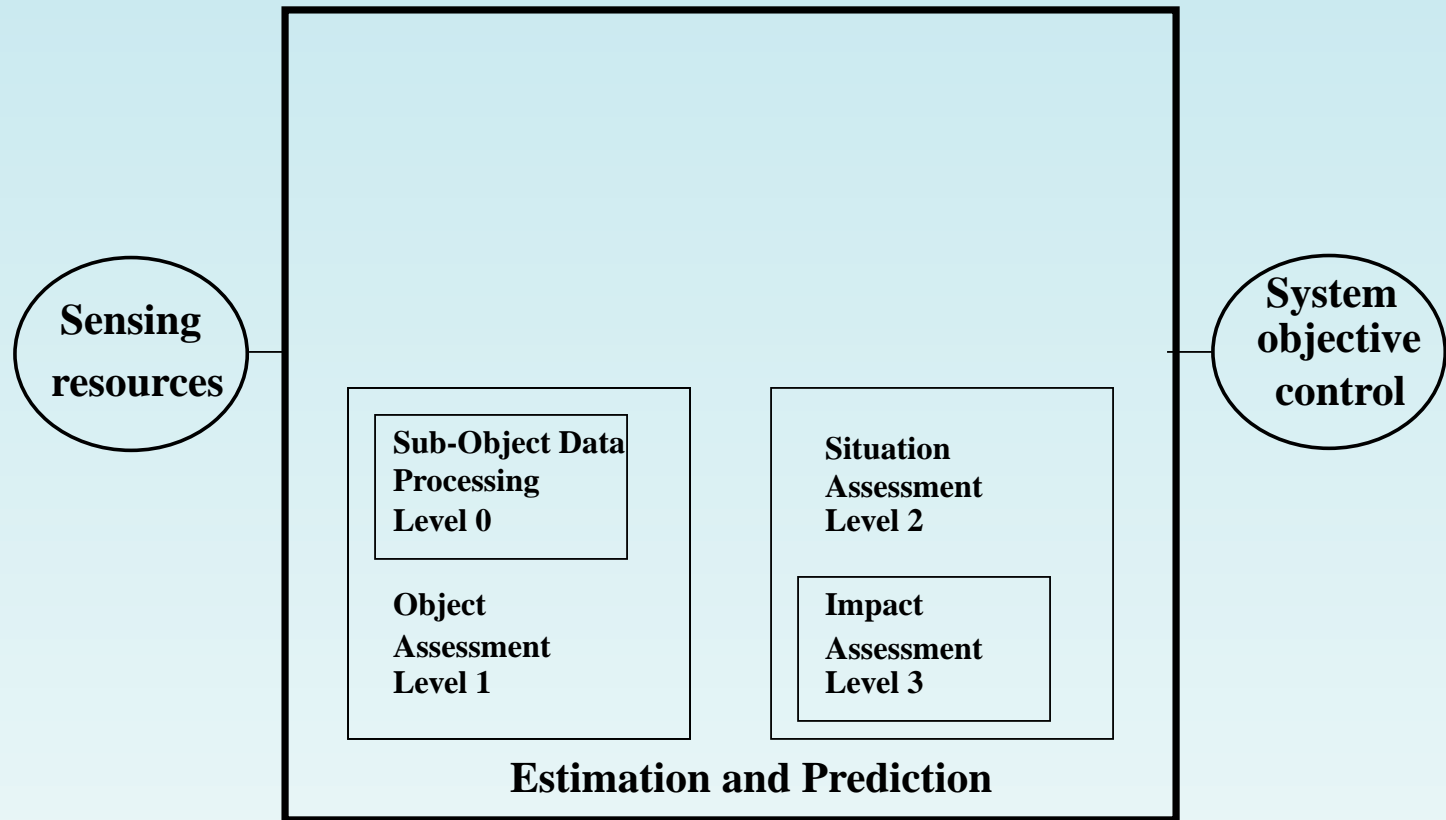 Sensing
resources
Sub-Object Data
Processing
Level 0
Object
Assessment
Level 1
Situation
Assessment
Level 2
Impact
Assessment
Level 3
Estimation and Prediction
System
objective
control